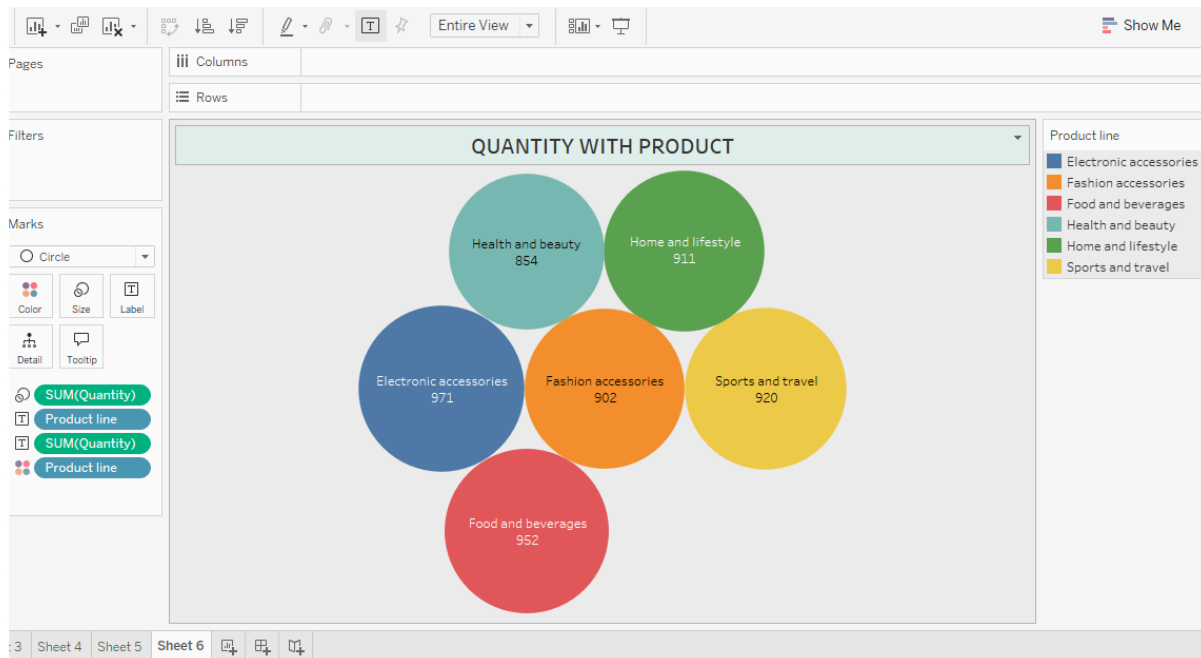 Entire View
Show Me
Pages
Columns
Rows
Filters
Marks
Circle
Color
Size
Label
Detail
Tooltip
SUM(Quantity)
Product line
SUM(Quantity)
Product line
QUANTITY WITH PRODUCT
Health and beauty
854
Home and lifestyle
911
Electronic accessories
971
Fashion accessories
902
Sports and travel
920
Food and beverages
952
Product line
Electronic accessories
Fashion accessories
Food and beverages
Health and beauty
Home and lifestyle
Sports and travel
3
Sheet 4
Sheet 5
Sheet 6